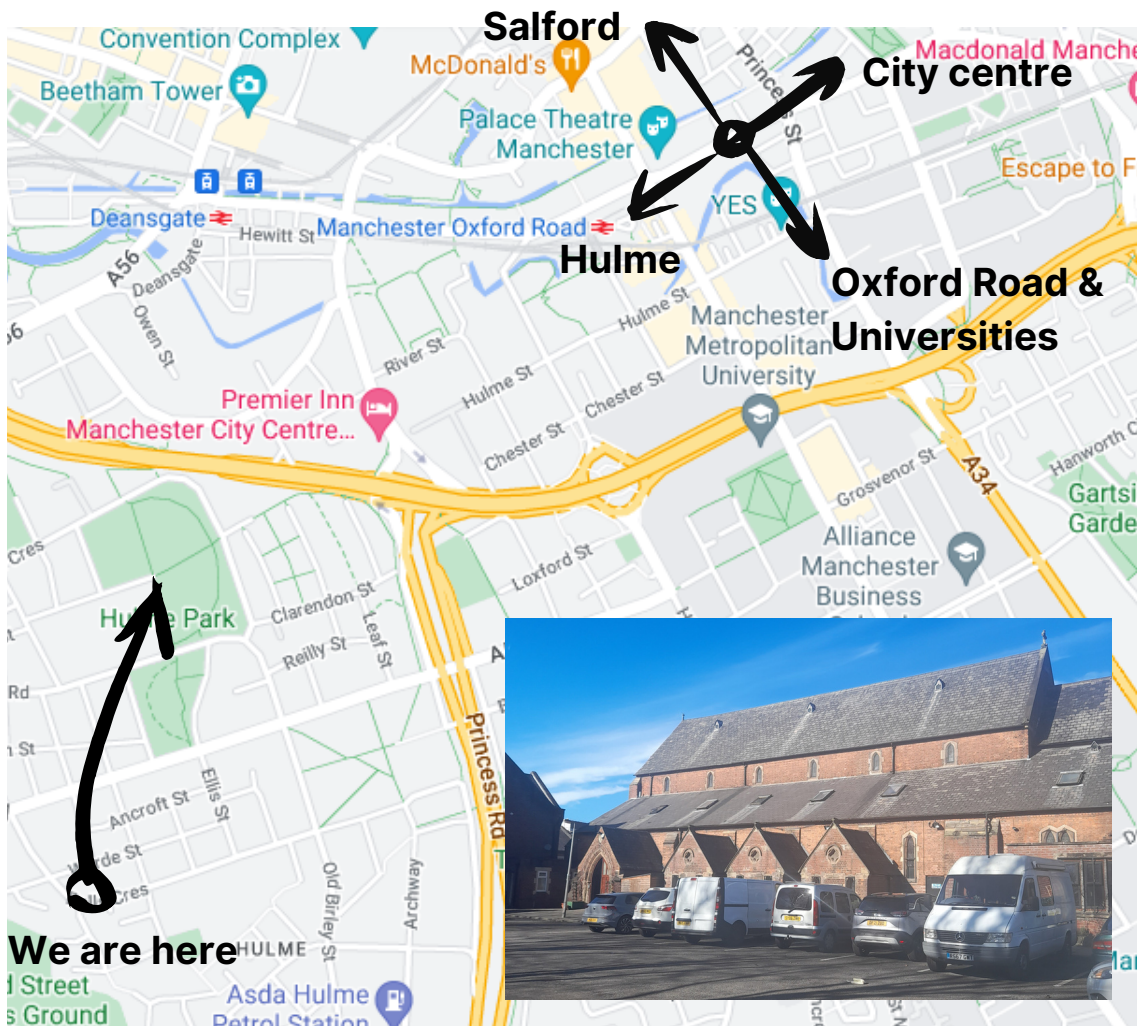 Salford
Convention Complex
McDonald's
Princess St
Macdonald Manche
City centre
Beetham Tower
Palace Theatre
Manchester
Escape to F
YES
Deansgate
Hewitt St
Manchester Oxford Road
A56
Deansgate
Hulme
Oxford Road &
Universities
Owen St
Hulme St
Manchester
Metropolitan
University
River St
Hulme St
Chester St
Premier Inn
Manchester City Centre...
Chester St
Grosvenor St
A34
Hanworth C
Gartsi
Garde
Cres
Loxford St
Alliance
Manchester
Business
Clarendon St
Park
Leaf St
Reilly St
Rd
St
Princess Rd
Ancroft St
Ellis St
Cres
Old Birley St
Archway
We are here
HULME
d Street
s Ground
Asda Hulme
Petrol Station